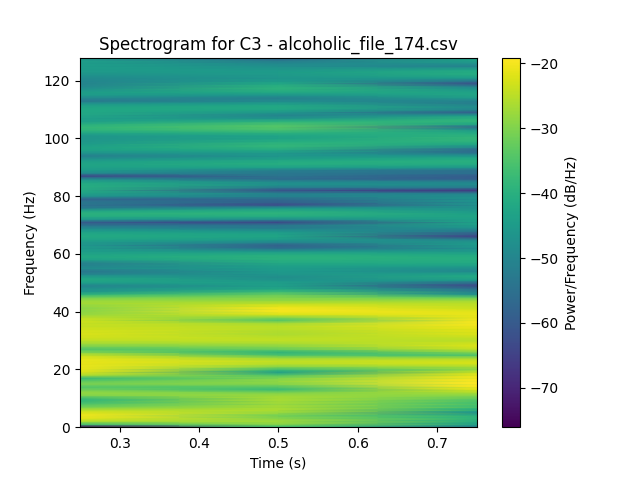 Spectrogram for C3 - alcoholic_file_174.csv
120
100
80
60
40
20
0
Frequency (Hz)
0.3 0.4 0.5 0.6 0.7
Time (s)
−20
−30
−40
−50
−60
−70
Power/Frequency (dB/Hz)